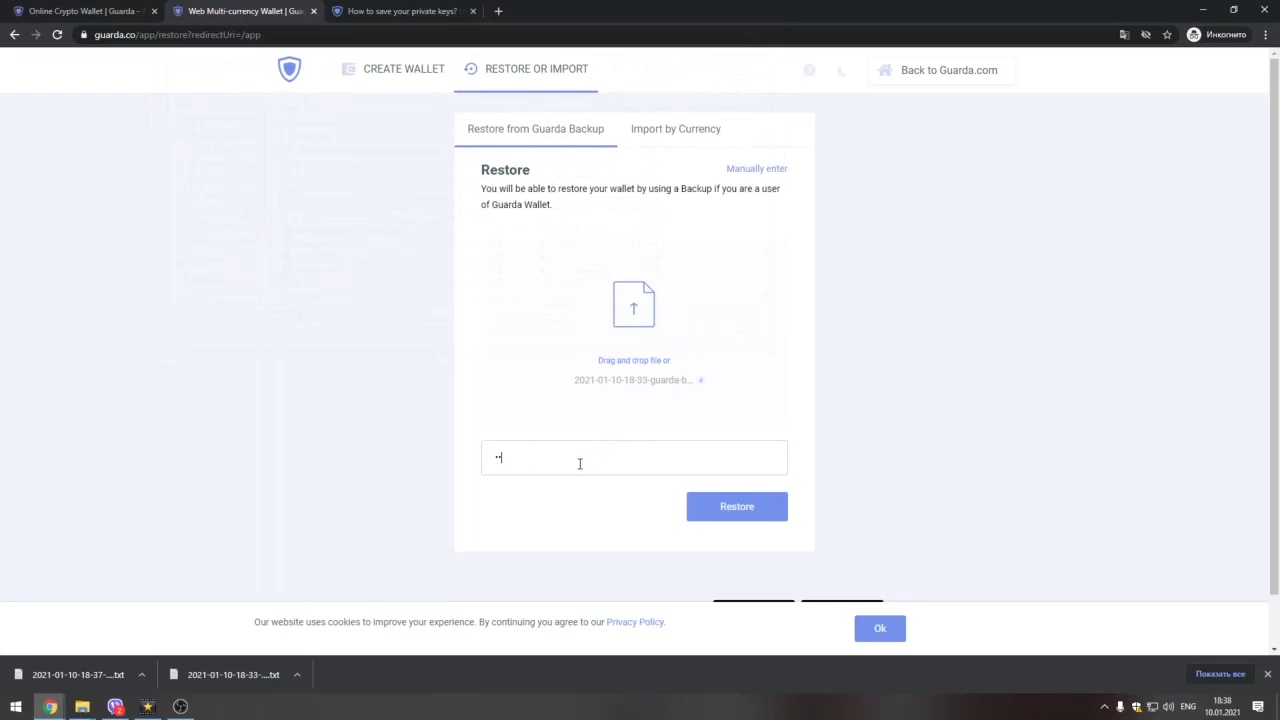 Online Crypto Wallet | Guarda –
Web Multi-Currency Wallet | Gu
How to save your private keys?
guarda.co/app/restore?redirectUri=/app
Инкогнито
CREATE WALLET
RESTORE OR IMPORT
Back to Guarda.com
Restore from Guarda Backup
Import by Currency
Restore
Manually enter
You will be able to restore your wallet by using a Backup if you are a user
of Guarda Wallet.
Drag and drop file or
2021-01-10-18-33-guarda-b...
Restore
Our website uses cookies to improve your experience. By continuing you agree to our Privacy Policy.
Ok
2021-01-10-18-37-....txt
2021-01-10-18-33-....txt
Показать все
ENG
18:38
10.01.2021